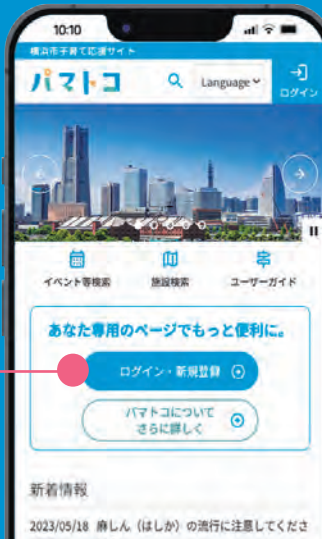 10:10
横浜市子育て応援サイト
パマトコ
Language
ログイン
イベント等検索
施設検索
ユーザーガイド
あなた専用のページでもっと便利に。
ログイン・新規登録
パマトコについて
さらに詳しく
新着情報
2023/05/18 麻しん（はしか）の流行に注意してくださ